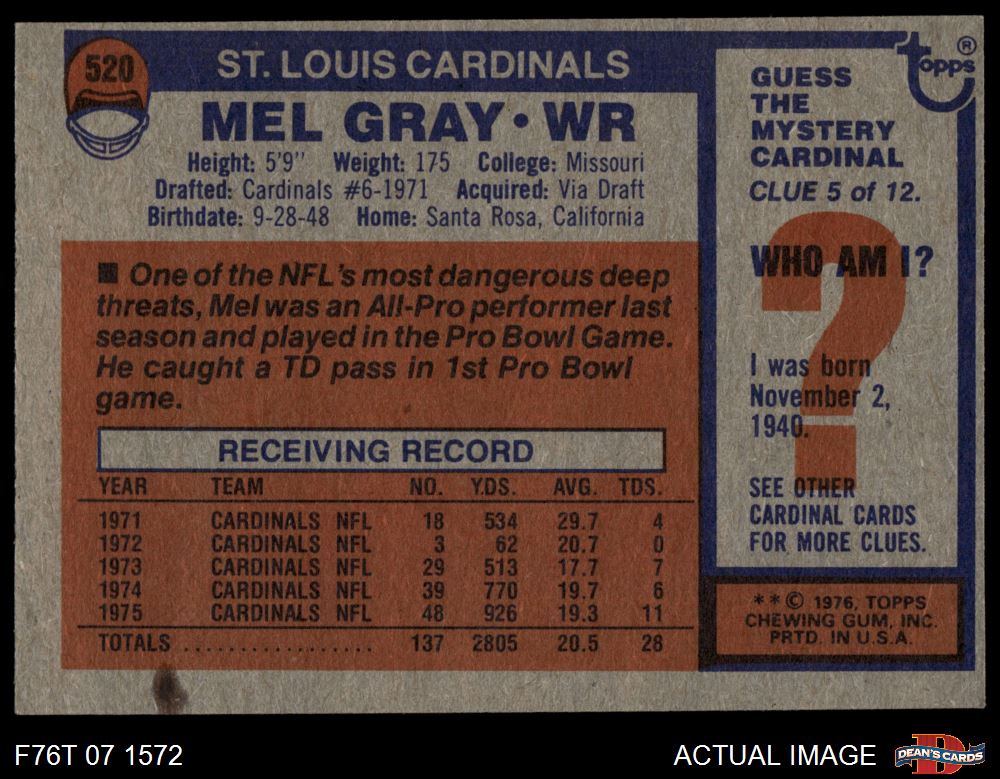 520
ST. LOUIS CARDINALS
MEL GRAY • WR
Height: 5'9" Weight: 175 College: Missouri
Drafted: Cardinals #6-1971 Acquired: Via Draft
Birthdate: 9-28-48 Home: Santa Rosa, California
■ One of the NFL's most dangerous deep
threats, Mel was an All-Pro performer last
season and played in the Pro Bowl Game.
He caught a TD pass in 1st Pro Bowl
game.
RECEIVING RECORD
YEAR TEAM NO. YDS. AVG. TDS.
1971 CARDINALS NFL 18 534 29.7 4
1972 CARDINALS NFL 3 62 20.7 0
1973 CARDINALS NFL 29 513 17.7 7
1974 CARDINALS NFL 39 770 19.7 6
1975 CARDINALS NFL 48 926 19.3 11
TOTALS ................. 137 2805 20.5 28
topps ®
GUESS
THE
MYSTERY
CARDINAL
CLUE 5 of 12.
?
WHO AM I?
I was born
November 2,
1940.
SEE OTHER
CARDINAL CARDS
FOR MORE CLUES.
**© 1976, TOPPS
CHEWING GUM, INC.
PRTD. IN U.S.A.
F76T 07 1572
ACTUAL IMAGE
D
DEAN'S CARDS